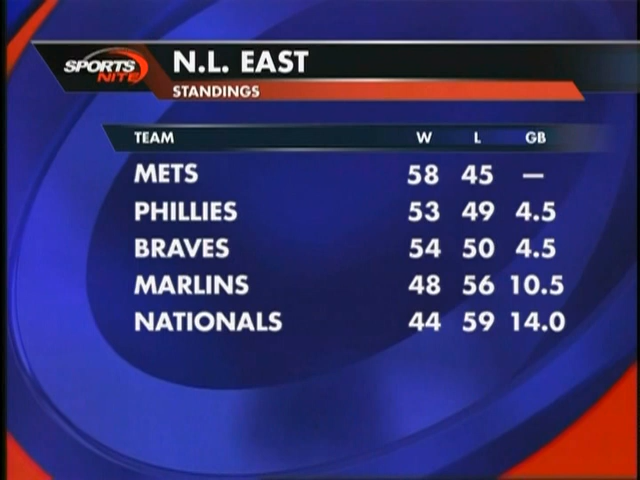 SPORTS NITE
N.L. EAST
STANDINGS
TEAM W L GB
METS 58 45 —
PHILLIES 53 49 4.5
BRAVES 54 50 4.5
MARLINS 48 56 10.5
NATIONALS 44 59 14.0